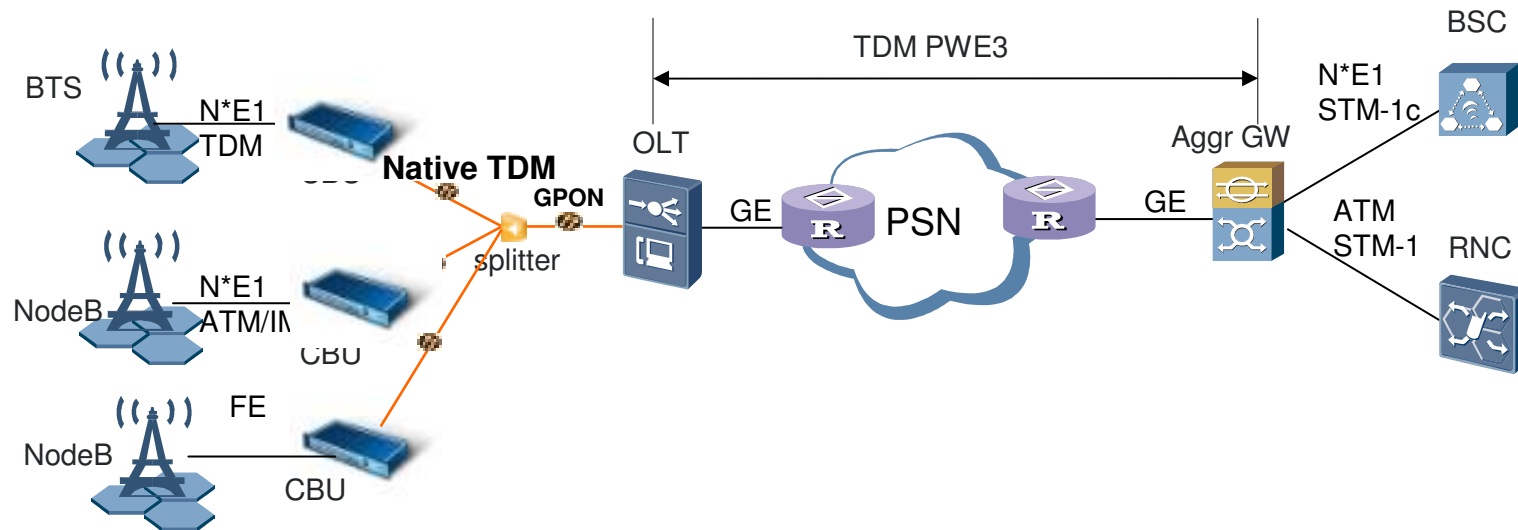 BSC
TDM PWE3
BTS
N*E1
TDM
N*E1
STM-1c
OLT
Aggr GW
Native TDM
GPON
GE
R
PSN
R
GE
splitter
ATM
STM-1
RNC
NodeB
N*E1
CBU
FE
NodeB
CBU